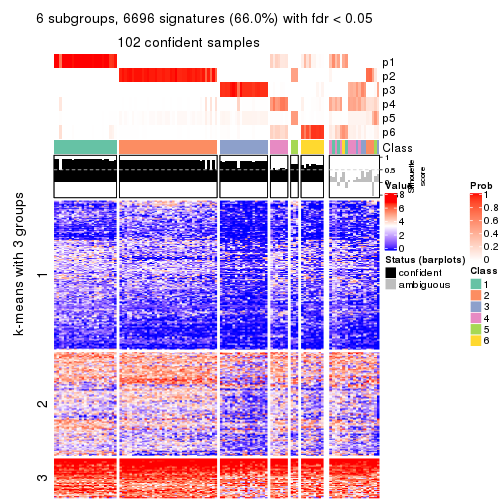 6 subgroups, 6696 signatures (66.0%) with fdr < 0.05
102 confident samples
p1
p2
p3
p4
p5
p6
Class
1
0.5
0
Silhouette
score
k-means with 3 groups
1
2
3
Value
8
6
4
2
0
Status (barplots)
confident
ambiguous
Prob
1
0.8
0.6
0.4
0.2
0
Class
1
2
3
4
5
6